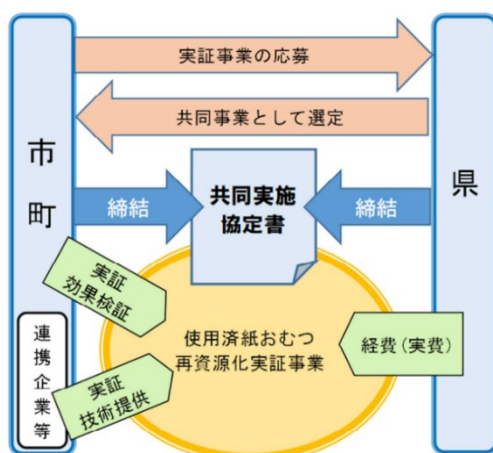 実証事業の応募
共同事業として選定
市町
県
締結
共同実施
協定書
締結
実証
効果検証
使用済紙おむつ
再資源化実証事業
経費(実費)
連携企業等
実証
技術提供